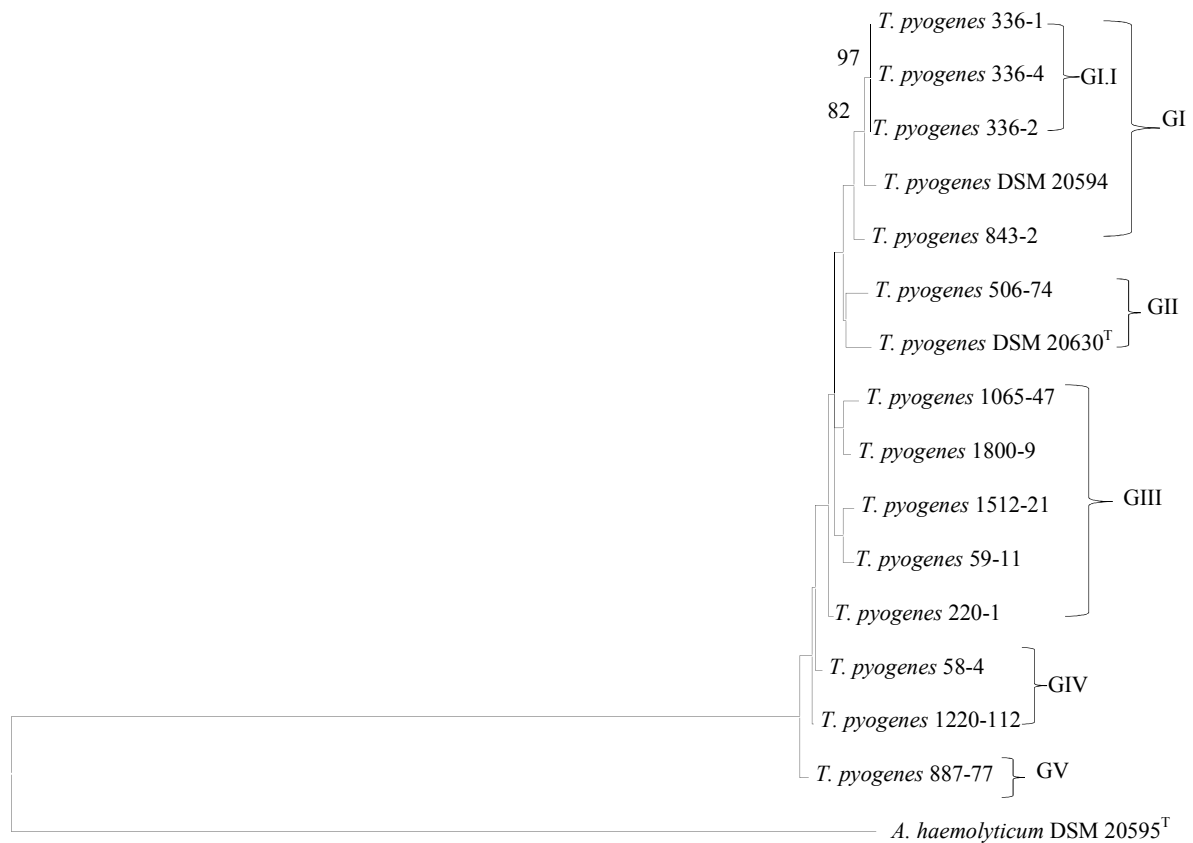 T. pyogenes 336-1
97
T. pyogenes 336-4
GI.I
82
T. pyogenes 336-2
GI
T. pyogenes DSM 20594
T. pyogenes 843-2
T. pyogenes 506-74
GII
T. pyogenes DSM 20630T
T. pyogenes 1065-47
T. pyogenes 1800-9
GIII
T. pyogenes 1512-21
T. pyogenes 59-11
T. pyogenes 220-1
T. pyogenes 58-4
GIV
T. pyogenes 1220-112
T. pyogenes 887-77
GV
A. haemolyticum DSM 20595T